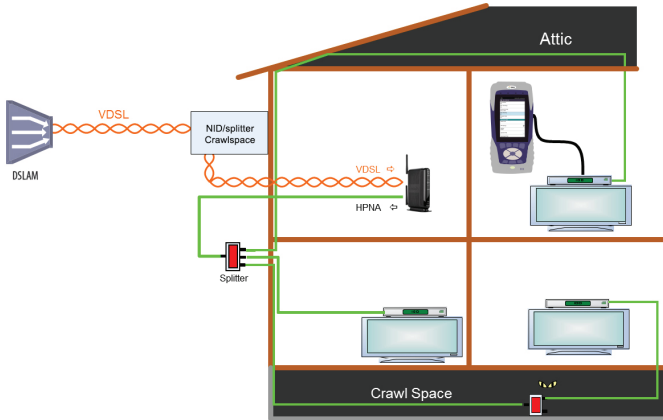 Attic
VDSL
NID/splitter
Crawlspace
DSLAM
VDSL ⇨
HPNA ⇦
Splitter
Crawl Space